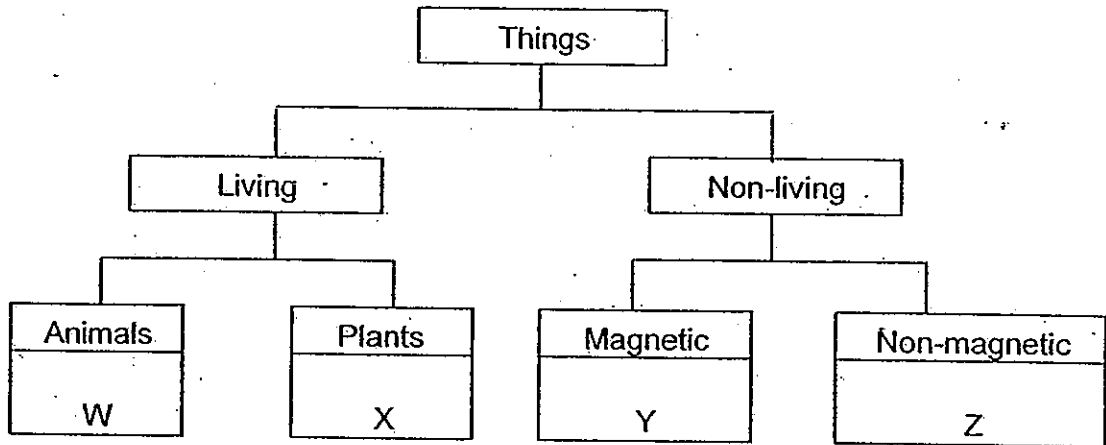 Things
Living
Non-living
Animals
Plants
Magnetic
Non-magnetic
W
X
Y
Z